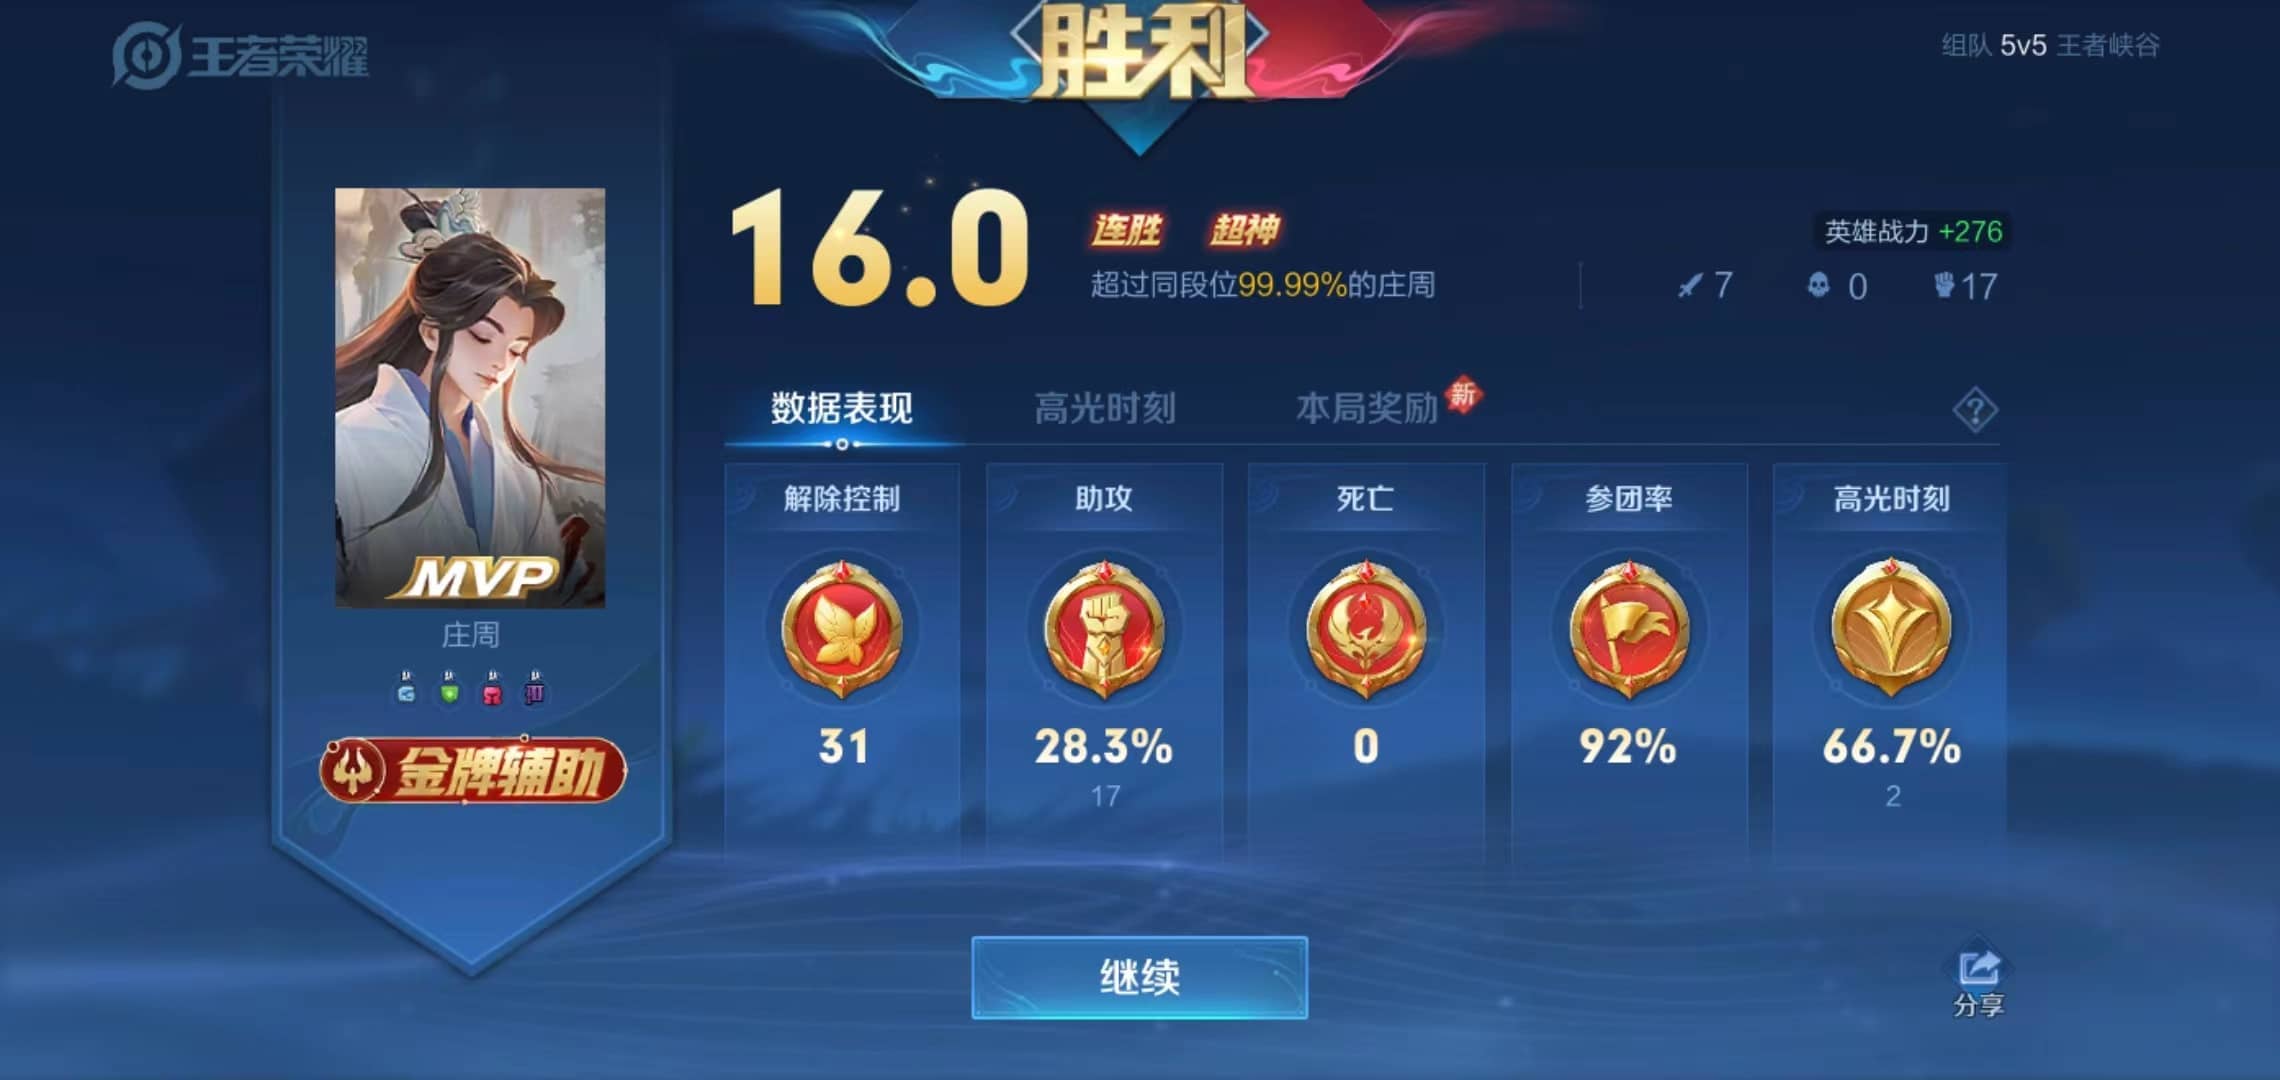 王者荣耀
胜利
组队 5v5 王者峡谷
16.0
连胜 超神
英雄战力 +276
超过同段位99.99%的庄周
7 0 17
数据表现 高光时刻 本局奖励 新
MVP
庄周
金牌辅助
解除控制 助攻 死亡 参团率 高光时刻
31 28.3% 0 92% 66.7%
17 2
继续
分享